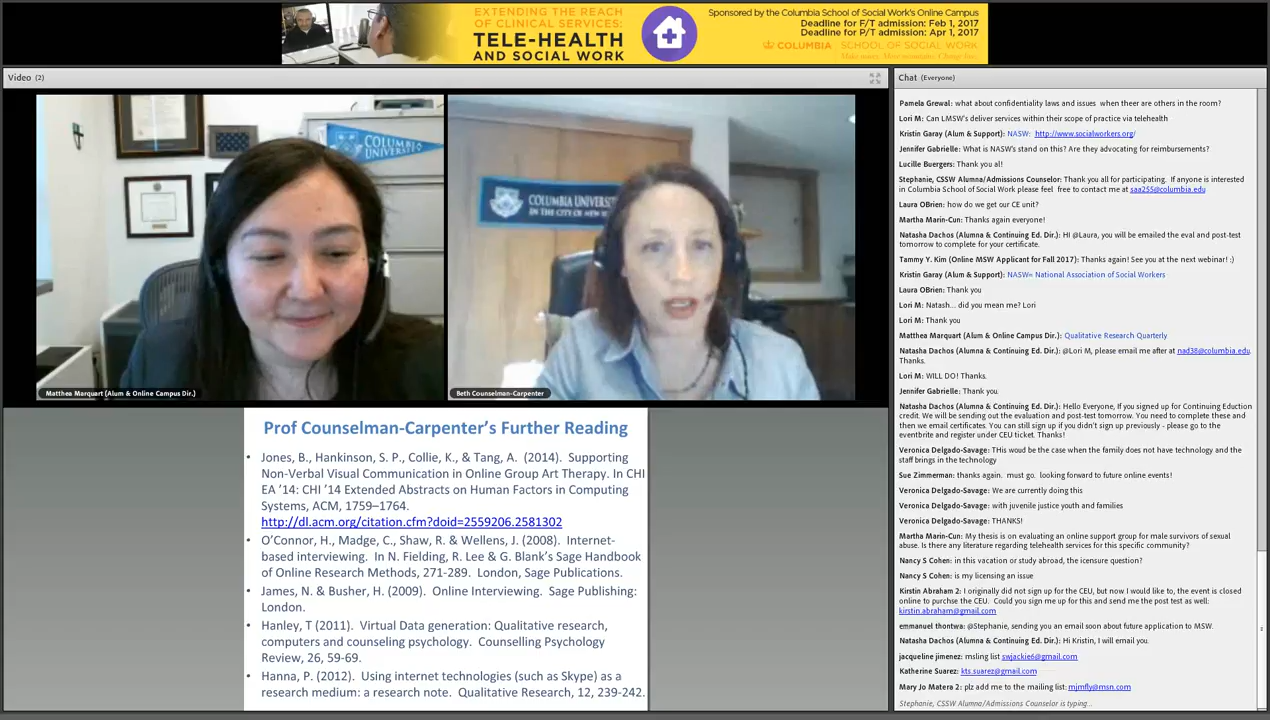 EXTENDING THE REACH
OF CLINICAL SERVICES:
TELE-HEALTH
AND SOCIAL WORK
Sponsored by the Columbia School of Social Work's Online Campus
Deadline for F/T admission: Feb 1, 2017
Deadline for P/T admission: Apr 1, 2017
COLUMBIA SCHOOL OF SOCIAL WORK
Video (2)
COLUMBIA
UNIVERSIT
COLUMBIA UNIVERSITY
IN THE CITY OF NEW
Matthea Marquart (Alum & Online Campus Dir.)
Beth Counselman-Carpenter
Prof Counselman-Carpenter's Further Reading
• Jones, B., Hankinson, S. P., Collie, K., & Tang, A. (2014). Supporting
Non-Verbal Visual Communication in Online Group Art Therapy. In CHI
EA '14: CHI '14 Extended Abstracts on Human Factors in Computing
Systems, ACM, 1759–1764.
http://dl.acm.org/citation.cfm?doid=2559206.2581302
• O'Connor, H., Madge, C., Shaw, R. & Wellens, J. (2008). Internet-
based interviewing. In N. Fielding, R. Lee & G. Blank's Sage Handbook
of Online Research Methods, 271-289. London, Sage Publications.
• James, N. & Busher, H. (2009). Online Interviewing. Sage Publishing:
London.
• Hanley, T (2011). Virtual Data generation: Qualitative research,
computers and counseling psychology. Counselling Psychology
Review, 26, 59-69.
• Hanna, P. (2012). Using internet technologies (such as Skype) as a
research medium: a research note. Qualitative Research, 12, 239-242.
Chat (Everyone)
Pamela Grewal: what about confidentiality laws and issues when theer are others in the room?
Lori M: Can LMSW's deliver services within their scope of practice via telehealth
Kristin Garay (Alum & Support): NASW: http://www.socialworkers.org/
Jennifer Gabrielle: What is NASW's stand on this? Are they advocating for reimbursements?
Lucille Buergers: Thank you al!
Stephanie, CSSW Alumna/Admissions Counselor: Thank you all for participating. If anyone is interested
in Columbia School of Social Work please feel free to contact me at saa255@columbia.edu
Laura OBrien: how do we get our CE unit?
Martha Marin-Cun: Thanks again everyone!
Natasha Dachos (Alumna & Continuing Ed. Dir.): Hi @Laura, you will be emailed the eval and post-test
tomorrow to complete for your certificate.
Tammy Y. Kim (Online MSW Applicant for Fall 2017): Thanks again! See you at the next webinar! :)
Kristin Garay (Alum & Support): NASW= National Association of Social Workers
Laura OBrien: Thank you
Lori M: Natash... did you mean me? Lori
Lori M: Thank you
Matthea Marquart (Alum & Online Campus Dir.): Qualitative Research Quarterly
Natasha Dachos (Alumna & Continuing Ed. Dir.): @Lori M, please email me after at nad38@columbia.edu.
Thanks.
Lori M: WILL DO! Thanks.
Jennifer Gabrielle: Thank you.
Natasha Dachos (Alumna & Continuing Ed. Dir.): Hello Everyone, If you signed up for Continuing Eduction
credit. We will be sending out the evaluation and post-test tomorrow. You need to complete these and
then we email certificates. You can still sign up if you didn't sign up previously - please go to the
eventbrite and register under CEU ticket. Thanks!
Veronica Delgado-Savage: THis woud be the case when the family does not have technology and the
staff brings in the technology
Sue Zimmerman: thanks again. must go. looking forward to future online events!
Veronica Delgado-Savage: We are currently doing this
Veronica Delgado-Savage: with juvenile justice youth and families
Veronica Delgado-Savage: THANKS!
Martha Marin-Cun: My thesis is on evaluating an online support group for male survivors of sexual
abuse. Is there any literature regarding telehealth services for this specific community?
Nancy S Cohen: in this vacation or study abroad, the icensure question?
Nancy S Cohen: is my licensing an issue
Kirstin Abraham 2: I originally did not sign up for the CEU, but now I would like to, the event is closed
online to purchse the CEU. Could you sign me up for this and send me the post test as well:
kirstin.abraham@gmail.com
emmanuel thontwa: @Stephanie, sending you an email soon about future application to MSW.
Natasha Dachos (Alumna & Continuing Ed. Dir.): Hi Kristin, I will email you.
jacqueline jimenez: msling list swjackie6@gmail.com
Katherine Suarez: kts.suarez@gmail.com
Mary Jo Matera 2: plz add me to the mailing list: mjmfly@msn.com
Stephanie, CSSW Alumna/Admissions Counselor is typing...